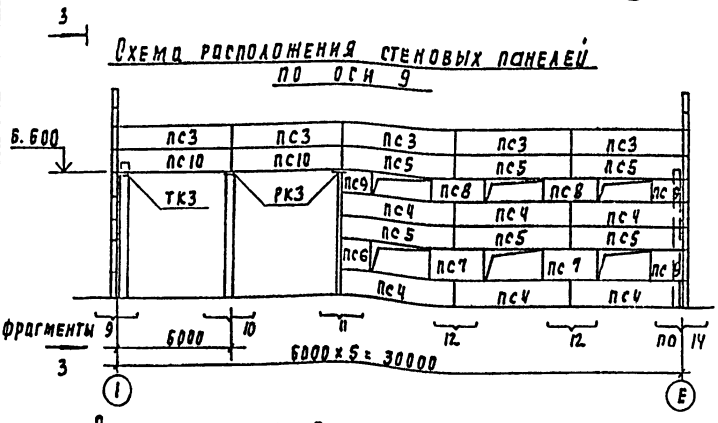 3
Схема расположения стеновых панелей
по оси 9
6.600
ПС3 ПС3 ПС3 ПС3 ПС3
ПС10 ПС10 ПС5 ПС5 ПС5
ПС9 ПС8 ПС8
ТК3 РК3
ПС4 ПС4 ПС4
ПС5 ПС5 ПС5
ПС6 ПС7 ПС7 ПС9
ПС4 ПС4 ПС4
фрагменты 9 10 11 12 12 ПО 14
6000
6000×5=30000
3
1 Е